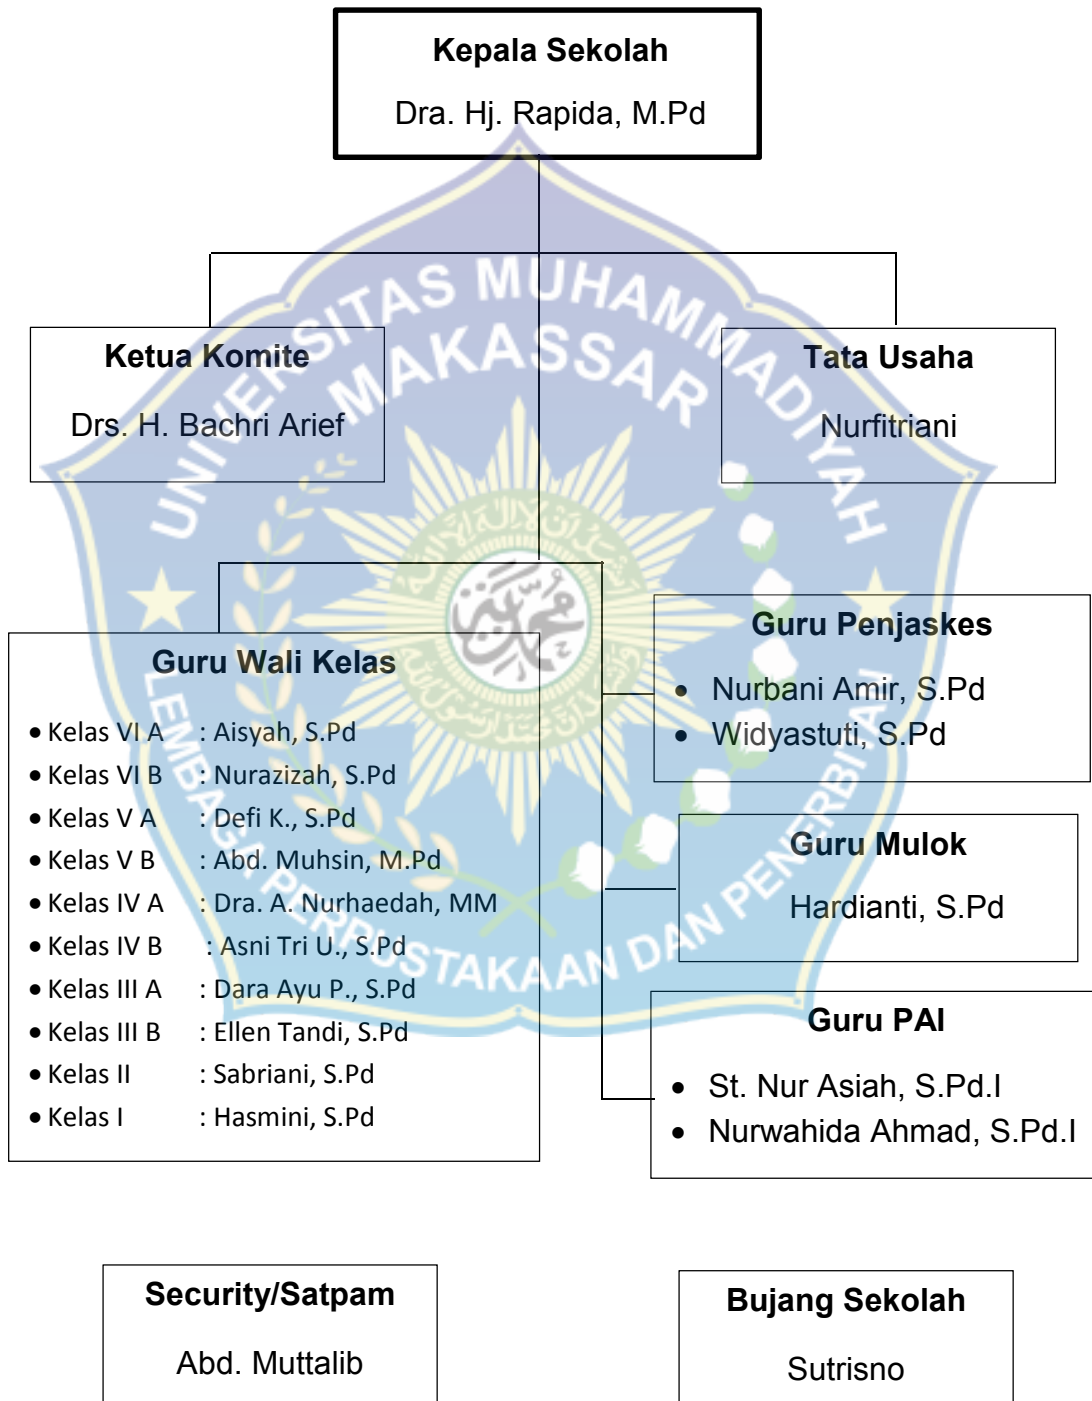 Kepala Sekolah
Dra. Hj. Rapida, M.Pd
UNIVERSITAS MUHAMMADIYAH
MAKASSAR
LEMBAGA PERPUSTAKAAN DAN PENERBITAN
Ketua Komite
Drs. H. Bachri Arief
Tata Usaha
Nurfitriani
Guru Wali Kelas
• Kelas VI A : Aisyah, S.Pd
• Kelas VI B : Nurazizah, S.Pd
• Kelas V A : Defi K., S.Pd
• Kelas V B : Abd. Muhsin, M.Pd
• Kelas IV A : Dra. A. Nurhaedah, MM
• Kelas IV B : Asni Tri U., S.Pd
• Kelas III A : Dara Ayu P., S.Pd
• Kelas III B : Ellen Tandi, S.Pd
• Kelas II : Sabriani, S.Pd
• Kelas I : Hasmini, S.Pd
Guru Penjaskes
• Nurbani Amir, S.Pd
• Widyastuti, S.Pd
Guru Mulok
Hardianti, S.Pd
Guru PAI
• St. Nur Asiah, S.Pd.I
• Nurwahida Ahmad, S.Pd.I
Security/Satpam
Abd. Muttalib
Bujang Sekolah
Sutrisno